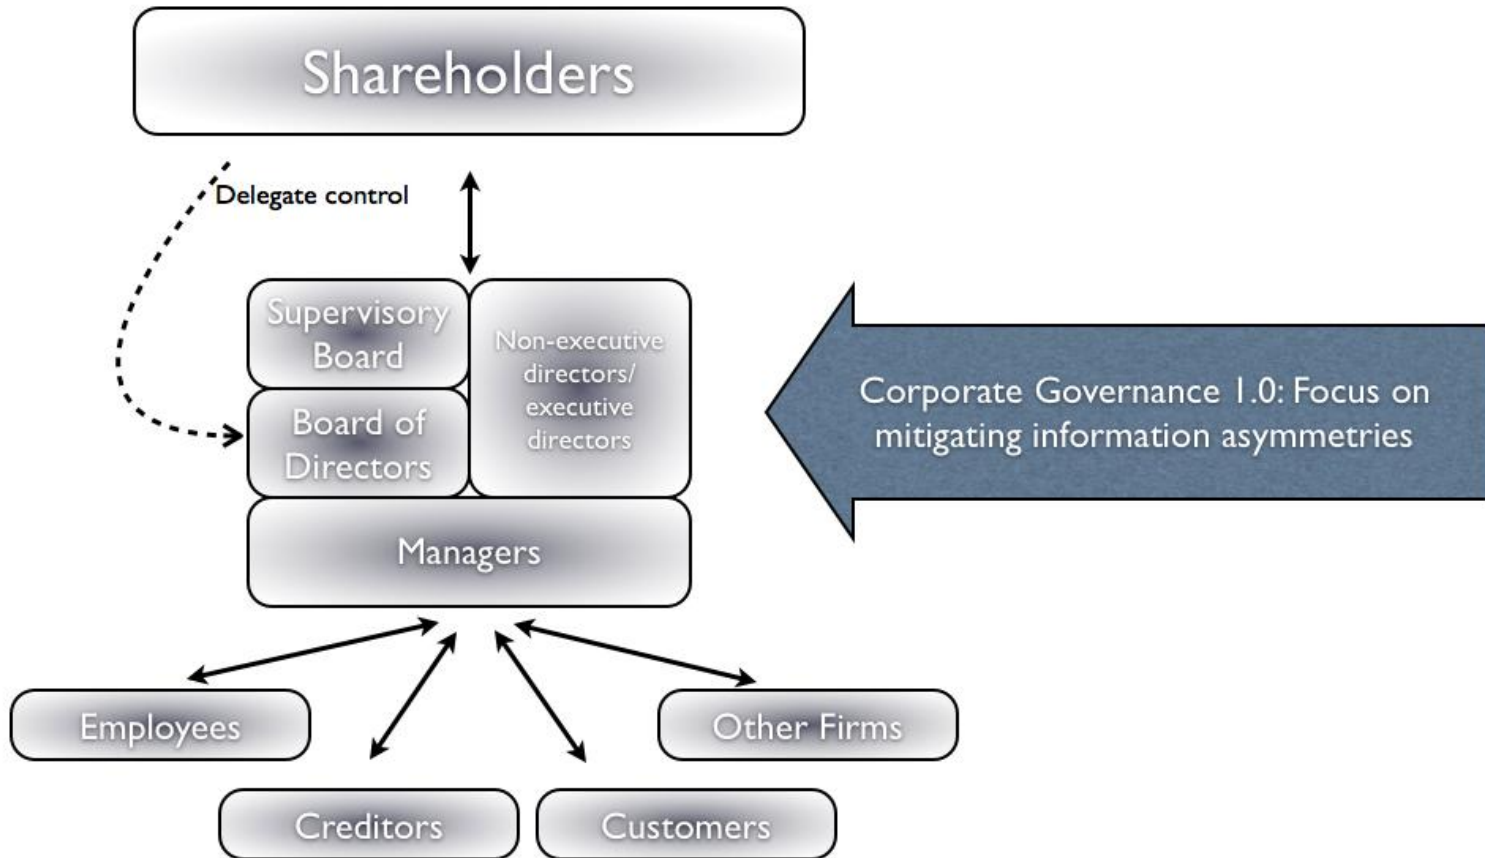 Shareholders
Delegate control
Supervisory
Board
Non-executive
directors/
executive
directors
Board of
Directors
Managers
Corporate Governance 1.0: Focus on
mitigating information asymmetries
Employees
Other Firms
Creditors
Customers